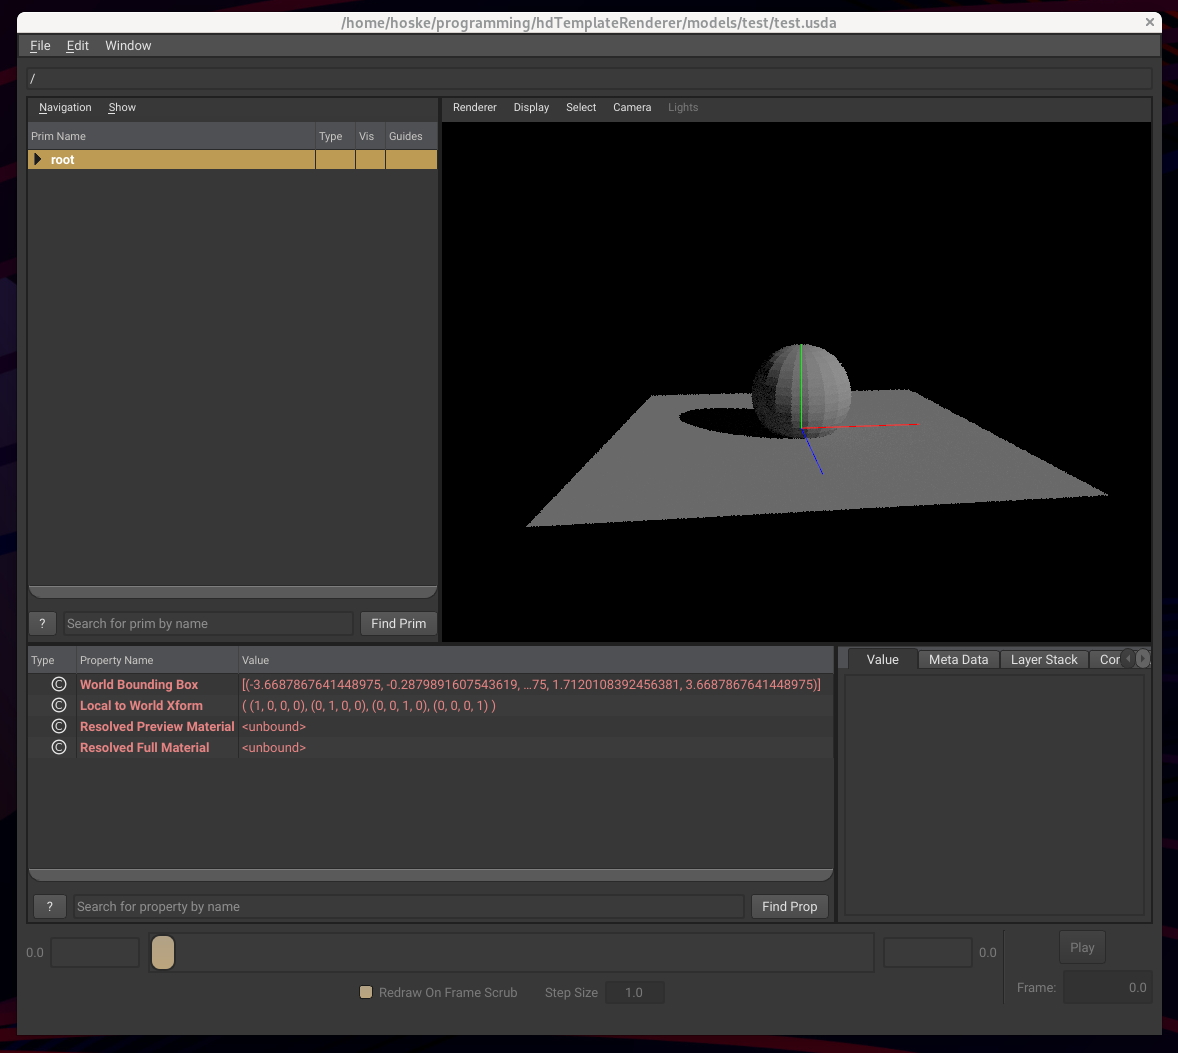 /home/hoske/programming/hdTemplateRenderer/models/test/test.usda ×
File Edit Window
/
Navigation Show
Renderer Display Select Camera Lights
Prim Name Type Vis Guides
root
? Search for prim by name Find Prim
Type Property Name Value
Value Meta Data Layer Stack Cor
© World Bounding Box [(-3.6687867641448975, -0.2879891607543619, …75, 1.7120108392456381, 3.6687867641448975)]
© Local to World Xform ( (1, 0, 0, 0), (0, 1, 0, 0), (0, 0, 1, 0), (0, 0, 0, 1) )
© Resolved Preview Material <unbound>
© Resolved Full Material <unbound>
? Search for property by name Find Prop
0.0 0.0 Play
Redraw On Frame Scrub Step Size 1.0 Frame: 0.0